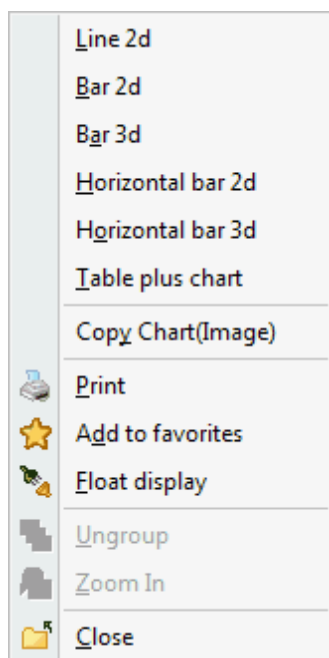 Line 2d
Bar 2d
Bar 3d
Horizontal bar 2d
Horizontal bar 3d
Table plus chart
Copy Chart(Image)
Print
Add to favorites
Float display
Ungroup
Zoom In
Close